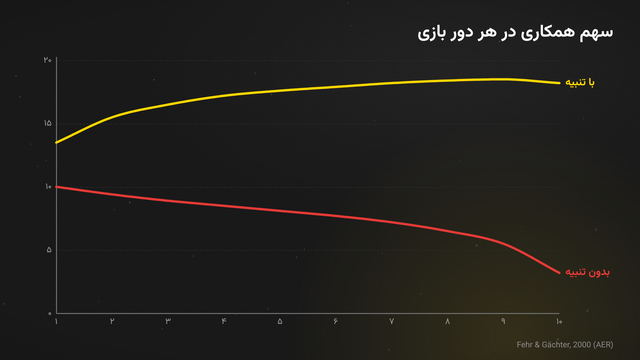 سهم همکاری در هر دور بازی
۲۰
با تنبیه
۱۵
۱۰
۵
بدون تنبیه
۰
۱ ۲ ۳ ۴ ۵ ۶ ۷ ۸ ۹ ۱۰
Fehr & Gächter, 2000 (AER)